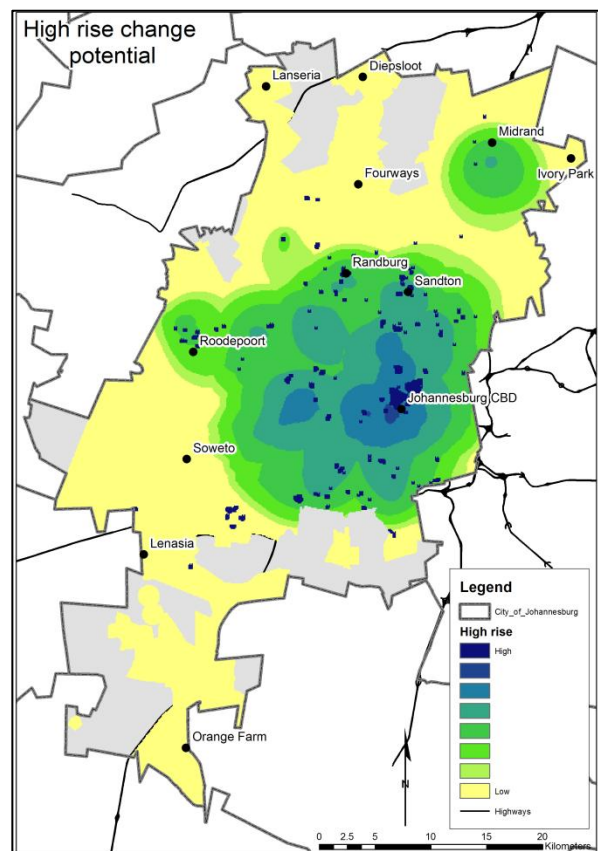 High rise change
potential
Lanseria
Diepsloot
Midrand
Ivory Park
Fourways
Randburg
Sandton
Roodepoort
Johannesburg CBD
Soweto
Lenasia
Orange Farm
Legend
City_of_Johannesburg
High rise
High
Low
Highways
N
0 2.5 5 10 15 20
Kilometers